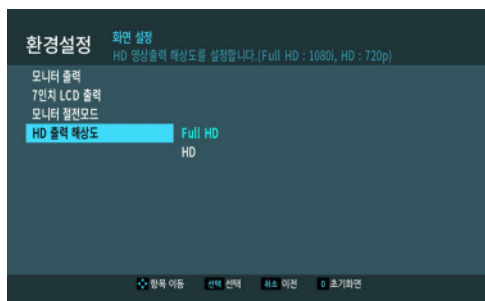 환경설정
화면 설정
HD 영상출력 해상도를 설정합니다.(Full HD : 1080i, HD : 720p)
모니터 출력
7인치 LCD 출력
모니터 절전모드
HD 출력 해상도 Full HD
HD
항목 이동 선택 선택 취소 이전 0 초기화면